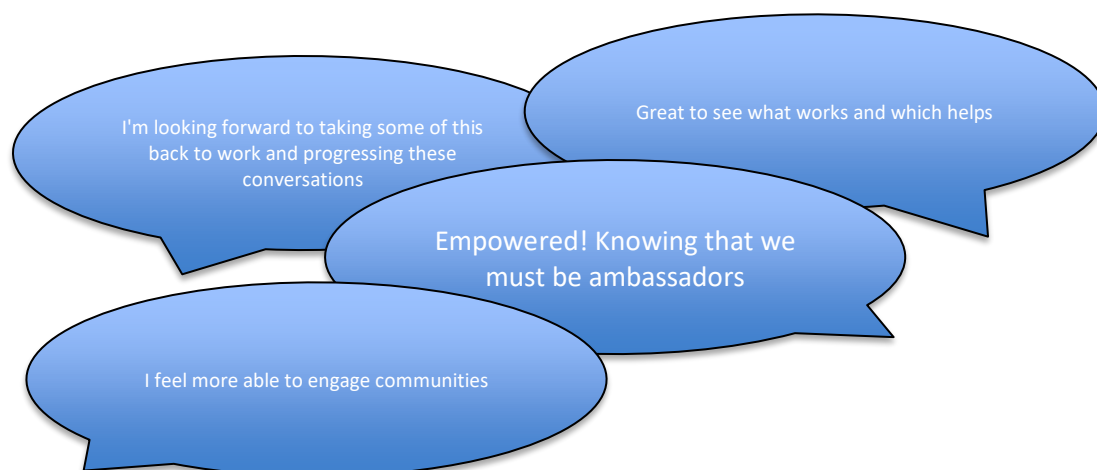 I'm looking forward to taking some of this
back to work and progressing these
conversations
Great to see what works and which helps
Empowered! Knowing that we
must be ambassadors
I feel more able to engage communities